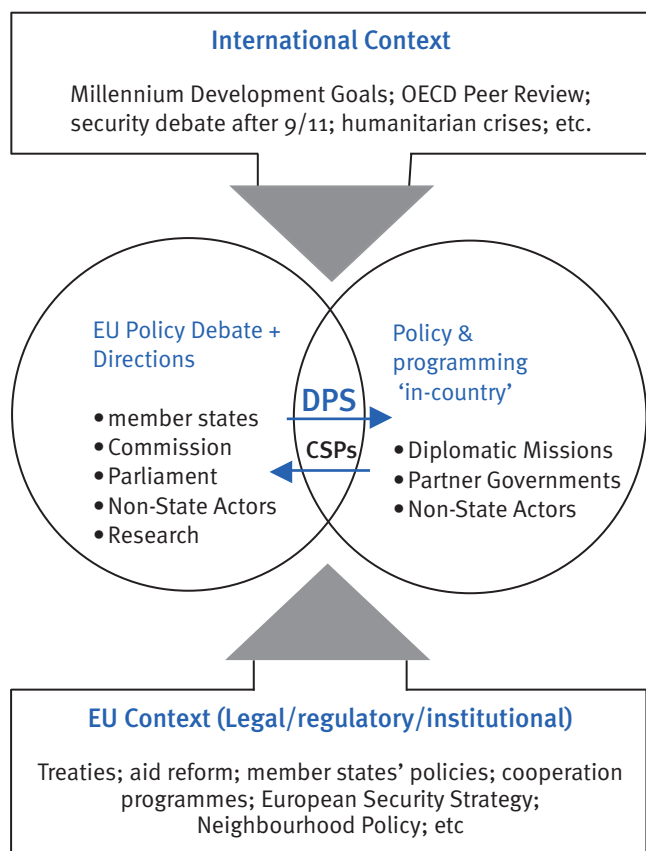 International Context
Millennium Development Goals; OECD Peer Review;
security debate after 9/11; humanitarian crises; etc.
EU Policy Debate +
Directions
• member states
• Commission
• Parliament
• Non-State Actors
• Research
DPS
CSPs
Policy &
programming
‘in-country’
• Diplomatic Missions
• Partner Governments
• Non-State Actors
EU Context (Legal/regulatory/institutional)
Treaties; aid reform; member states’ policies; cooperation
programmes; European Security Strategy;
Neighbourhood Policy; etc